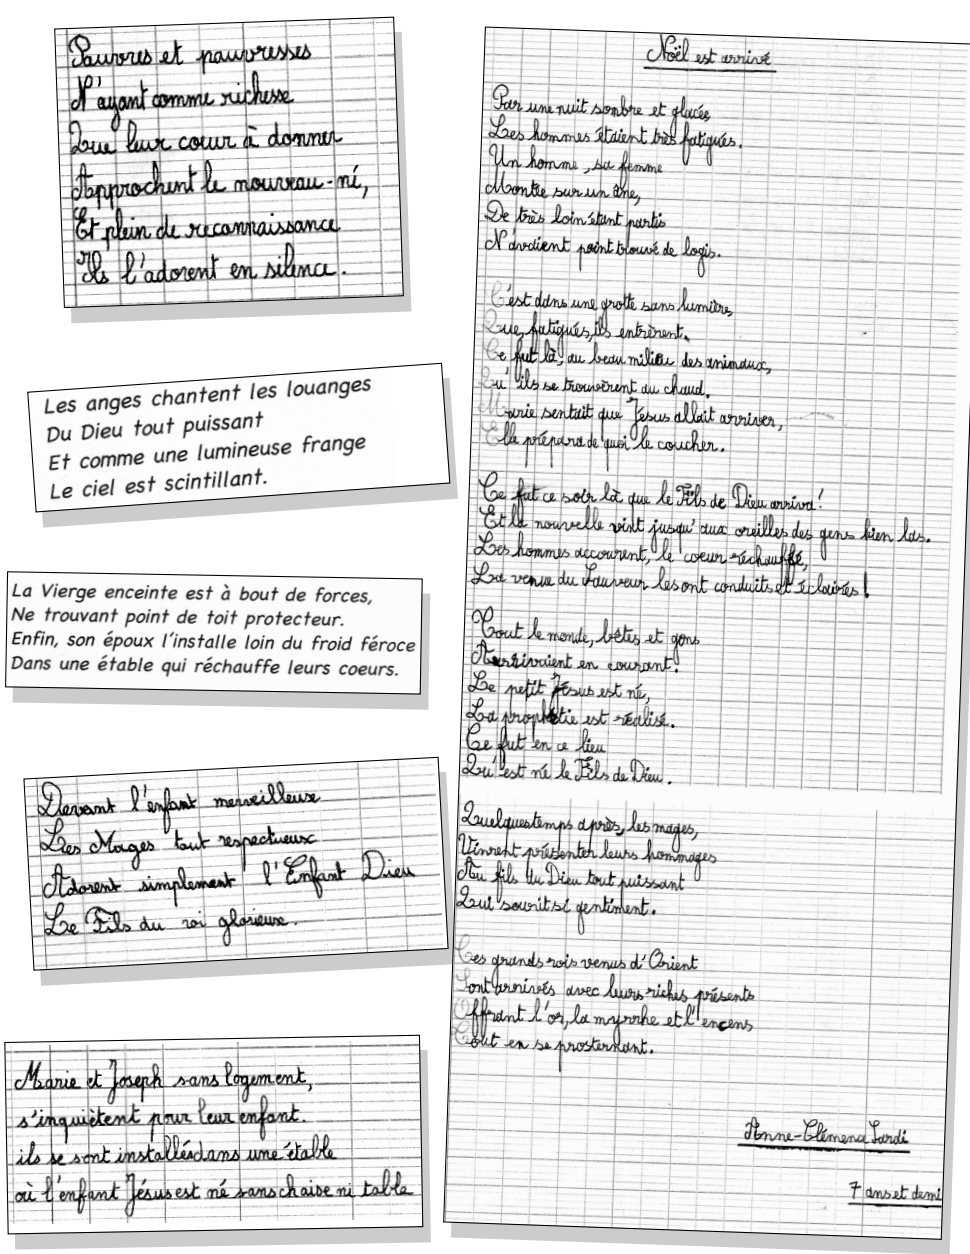 Pauvres et pauvresses
N'ayant comme richesse
Que leur cœur à donner
Approchent le nouveau-né,
Et plein de reconnaissance
Ils l'adorent en silence.
Les anges chantent les louanges
Du Dieu tout puissant
Et comme une lumineuse frange
Le ciel est scintillant.
La Vierge enceinte est à bout de forces,
Ne trouvant point de toit protecteur.
Enfin, son époux l'installe loin du froid féroce
Dans une étable qui réchauffe leurs coeurs.
Devant l'enfant merveilleux
Les Mages tout respectueux
Adorent simplement l'Enfant Dieu
Le Fils du roi glorieux.
Marie et Joseph sans logement,
s'inquiètent pour leur enfant.
ils se sont installés dans une étable
où l'enfant Jésus est né sans chaise ni table
Noël est arrivé
Par une nuit sombre et glacée,
Les hommes étaient très fatigués.
Un homme, sa femme
Montée sur un âne,
De très loin étant partis
N'avaient point trouvé de logis.
C'est dans une grotte sans lumière,
Que, fatigués, ils entrèrent.
Ce fut là, au beau milieu des animaux,
Qu'ils se trouvèrent au chaud.
Marie sentait que Jésus allait arriver,
Elle prépara de quoi le coucher.
Ce fut ce soir là que le Fils de Dieu arriva!
Et la nouvelle vint jusqu'aux oreilles des gens bien las.
Les hommes accourent, le coeur réchauffé,
La venue du Sauveur les ont conduits et éclairés!
Tout le monde, bêtes et gens
Arrivaient en courant.
Le petit Jésus est né,
La prophétie est réalisé.
Ce fut en ce lieu
Qu'est né le Fils de Dieu.
Quelques temps après, les mages,
Vinrent présenter leurs hommages
Au fils du Dieu tout puissant
Qui sourit si gentiment.
Ces grands rois venus d'Orient
Sont arrivés avec leurs riches présents
Offrant l'or, la myrrhe et l'encens
Tout en se prosternant.
Anne-Clémence Sardi
7 ans et demi